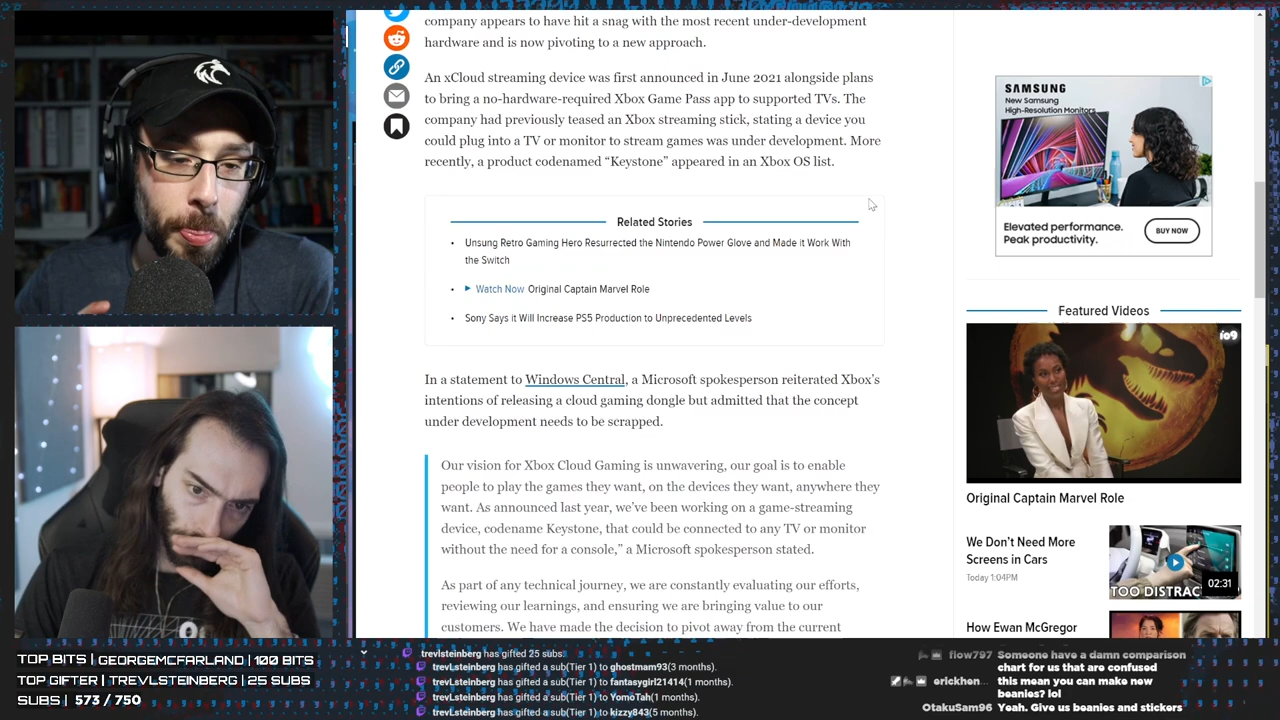 company appears to have hit a snag with the most recent under-development
hardware and is now pivoting to a new approach.
An xCloud streaming device was first announced in June 2021 alongside plans
to bring a no-hardware-required Xbox Game Pass app to supported TVs. The
company had previously teased an Xbox streaming stick, stating a device you
could plug into a TV or monitor to stream games was under development. More
recently, a product codenamed “Keystone” appeared in an Xbox OS list.
Related Stories
Unsung Retro Gaming Hero Resurrected the Nintendo Power Glove and Made it Work With
the Switch
Watch Now Original Captain Marvel Role
Sony Says it Will Increase PS5 Production to Unprecedented Levels
In a statement to Windows Central, a Microsoft spokesperson reiterated Xbox's
intentions of releasing a cloud gaming dongle but admitted that the concept
under development needs to be scrapped.
Our vision for Xbox Cloud Gaming is unwavering, our goal is to enable
people to play the games they want, on the devices they want, anywhere they
want. As announced last year, we’ve been working on a game-streaming
device, codename Keystone, that could be connected to any TV or monitor
without the need for a console,” a Microsoft spokesperson stated.
As part of any technical journey, we are constantly evaluating our efforts,
reviewing our learnings, and ensuring we are bringing value to our
customers. We have made the decision to pivot away from the current
SAMSUNG
New Samsung
High-Resolution Monitors
Elevated performance.
Peak productivity.
BUY NOW
Featured Videos
io9
Original Captain Marvel Role
We Don’t Need More
Screens in Cars
Today 1:04PM
TOO DISTRAC
02:31
How Ewan McGregor
TOP BITS | GEORGEMCFARLAND | 100 BITS
TOP GIFTER | TREVLSTEINBERG | 25 SUBS
SUBS | 573 / 750
trevlsteinberg has gifted 25 subs!
trevLsteinberg has gifted a sub(Tier 1) to ghostmam93(3 months).
trevLsteinberg has gifted a sub(Tier 1) to fantasygirl21414(1 months).
trevLsteinberg has gifted a sub(Tier 1) to YomoTah(1 months).
trevLsteinberg has gifted a sub(Tier 1) to kizzy843(5 months).
fiow797 Someone have a damn comparison
chart for us that are confused
erickhen... this mean you can make new
beanies? lol
OtakuSam96 Yeah. Give us beanies and stickers